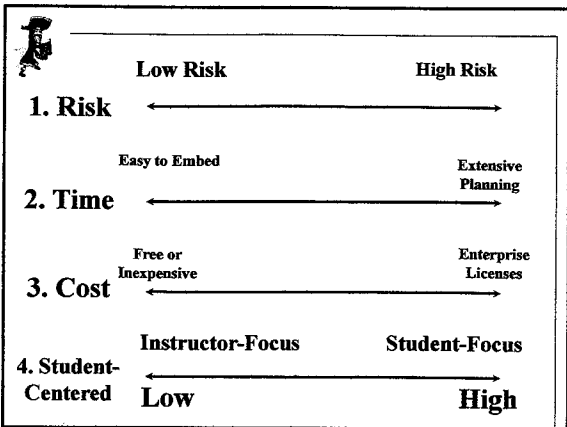 Low Risk High Risk
1. Risk
Easy to Embed Extensive
Planning
2. Time
Free or Enterprise
Inexpensive Licenses
3. Cost
Instructor-Focus Student-Focus
4. Student-
Centered
Low High